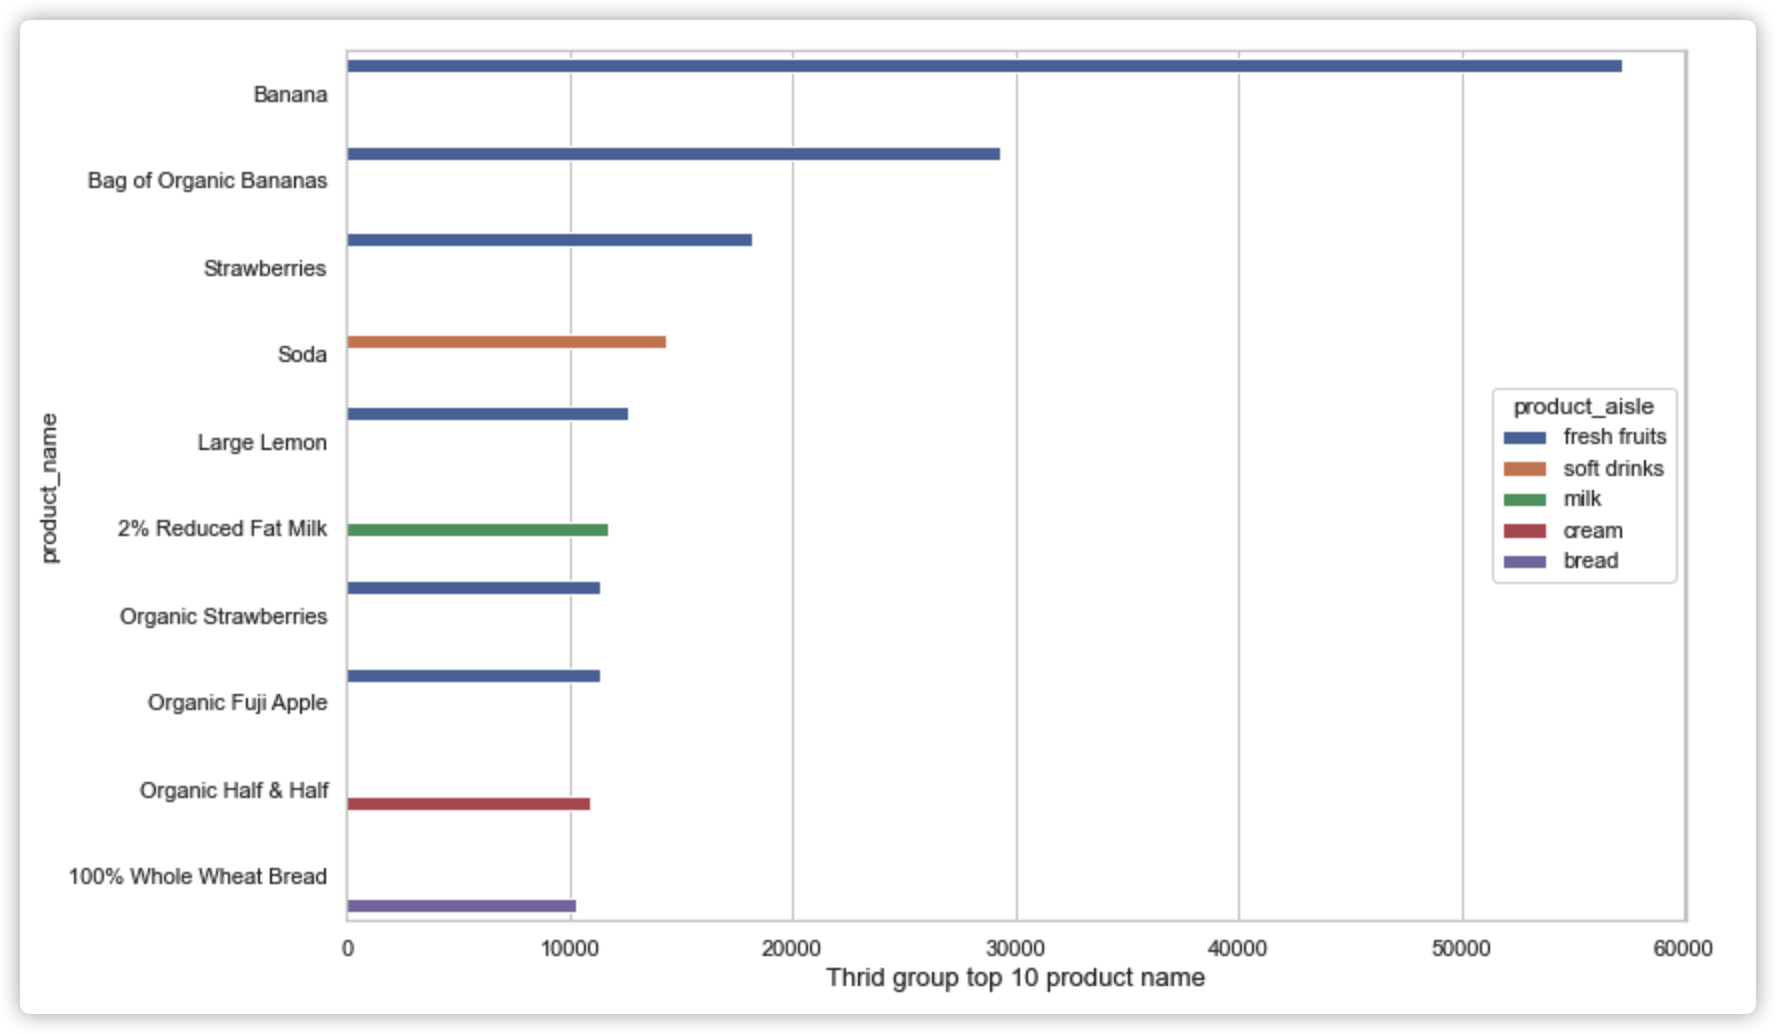 Banana
Bag of Organic Bananas
Strawberries
Soda
Large Lemon
2% Reduced Fat Milk
Organic Strawberries
Organic Fuji Apple
Organic Half & Half
100% Whole Wheat Bread
product_name
product_aisle
fresh fruits
soft drinks
milk
cream
bread
0 10000 20000 30000 40000 50000 60000
Thrid group top 10 product name